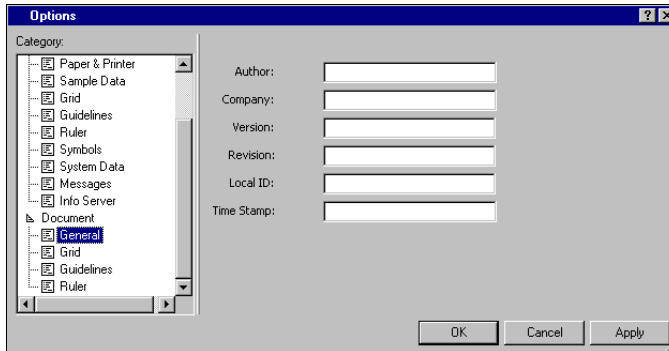 Options
Category:
Paper & Printer
Sample Data
Grid
Guidelines
Ruler
Symbols
System Data
Messages
Info Server
Document
General
Grid
Guidelines
Ruler
Author:
Company:
Version:
Revision:
Local ID:
Time Stamp:
OK
Cancel
Apply